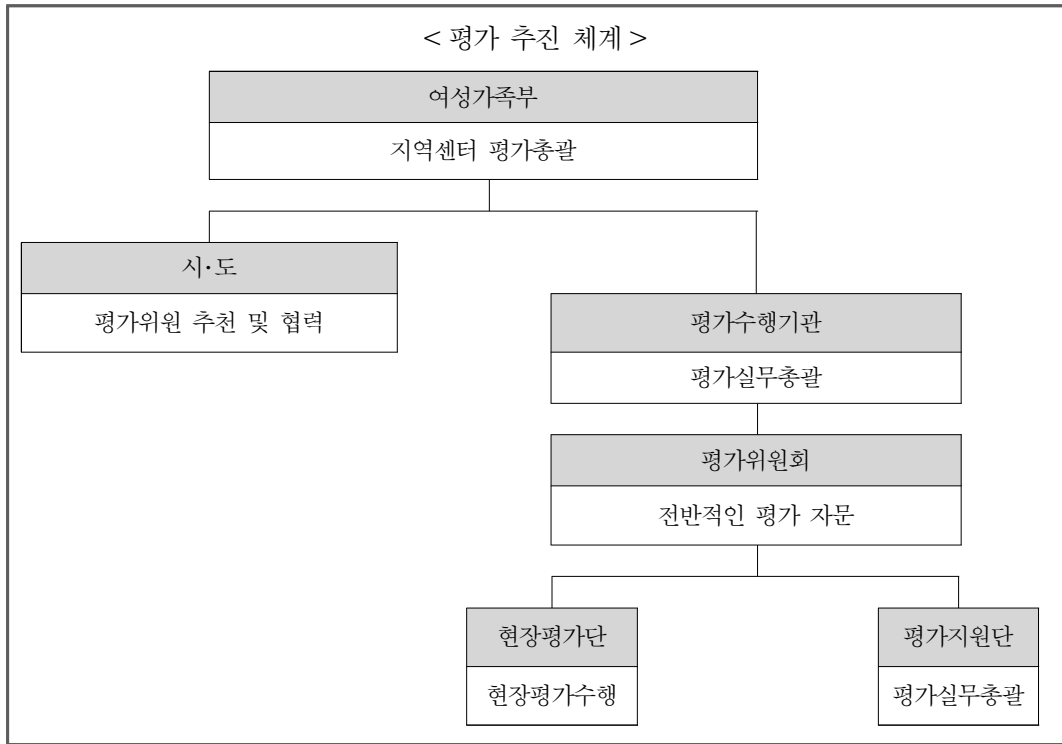 < 평가 추진 체계 >
여성가족부
지역센터 평가총괄
시·도
평가위원 추천 및 협력
평가수행기관
평가실무총괄
평가위원회
전반적인 평가 자문
현장평가단
현장평가수행
평가지원단
평가실무총괄